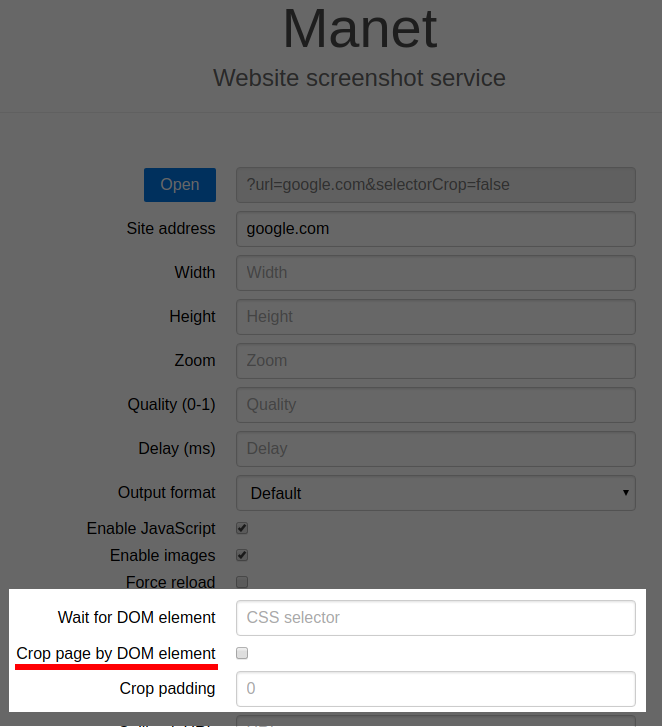 Manet
Website screenshot service
Open ?url=google.com&selectorCrop=false
Site address google.com
Width Width
Height Height
Zoom Zoom
Quality (0-1) Quality
Delay (ms) Delay
Output format Default
Enable JavaScript
Enable images
Force reload
Wait for DOM element CSS selector
Crop page by DOM element
Crop padding 0